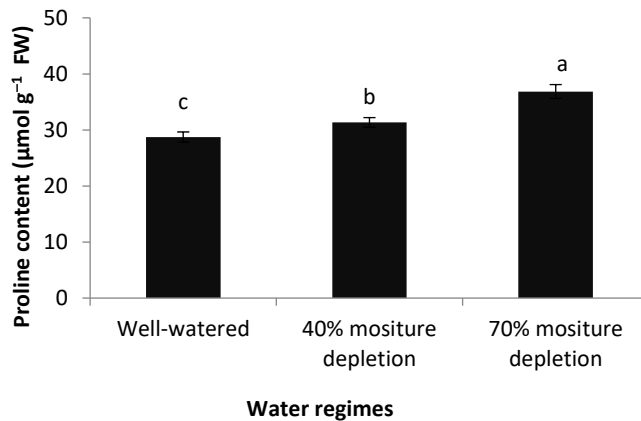 Proline content (µmol g⁻¹ FW)
50
40
30
20
10
0
c
b
a
Well-watered
40% mositure
depletion
70% mositure
depletion
Water regimes